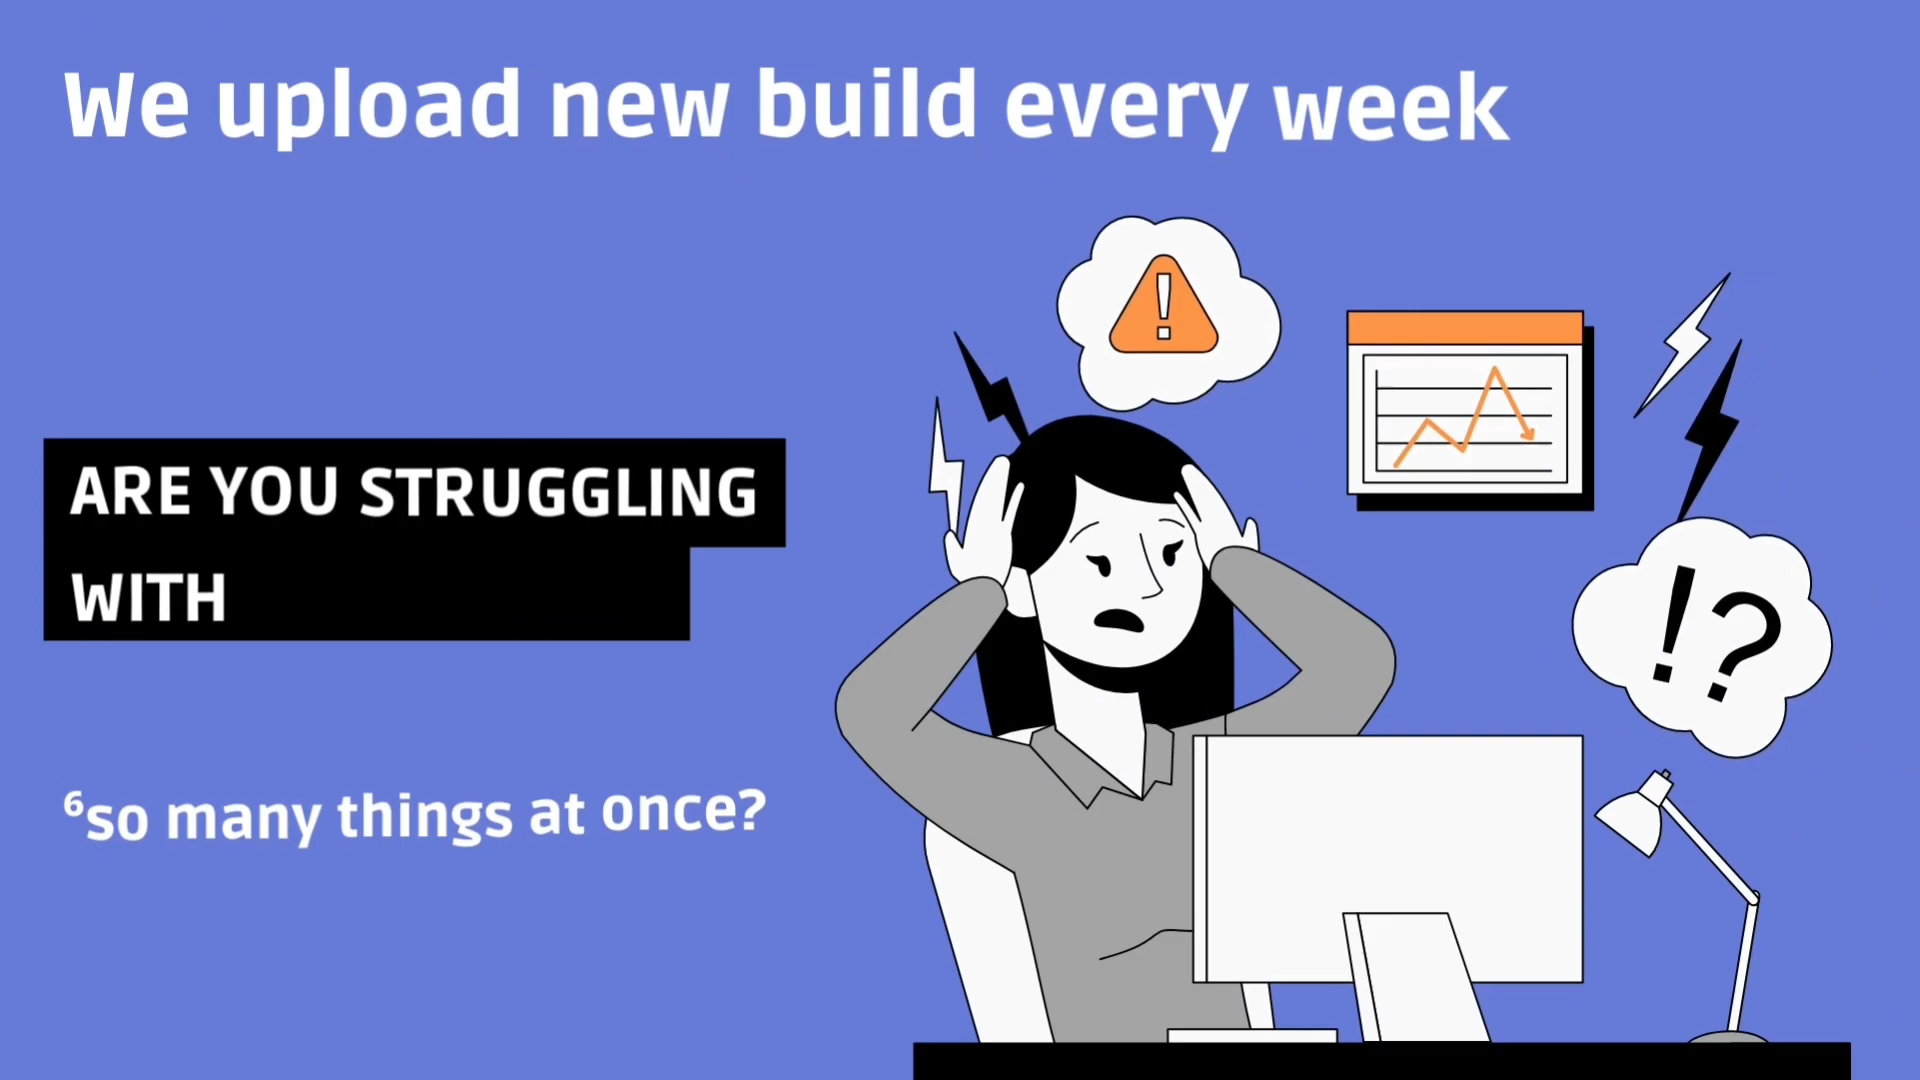 We upload new build every week
!
ARE YOU STRUGGLING
WITH
!?
⁶so many things at once?